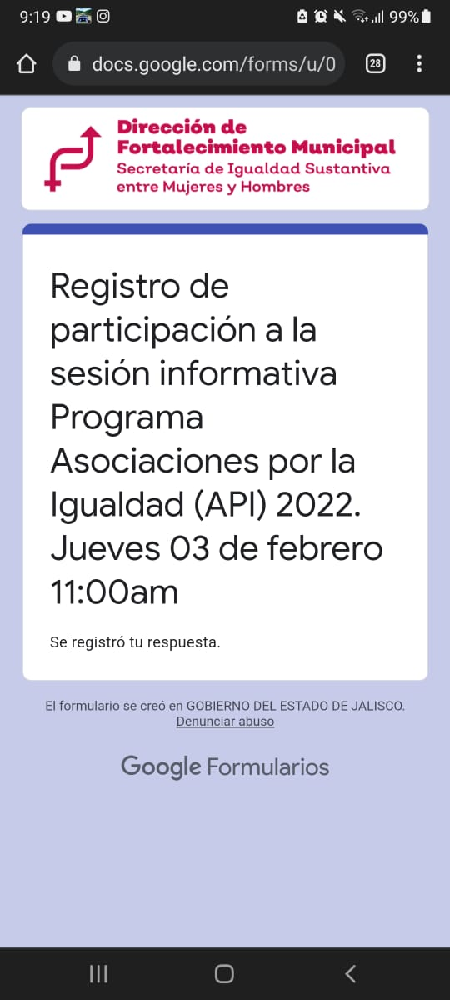 9:19
99%
docs.google.com/forms/u/0
28
Dirección de
Fortalecimiento Municipal
Secretaría de Igualdad Sustantiva
entre Mujeres y Hombres
Registro de
participación a la
sesión informativa
Programa
Asociaciones por la
Igualdad (API) 2022.
Jueves 03 de febrero
11:00am
Se registró tu respuesta.
El formulario se creó en GOBIERNO DEL ESTADO DE JALISCO.
Denunciar abuso
Google Formularios